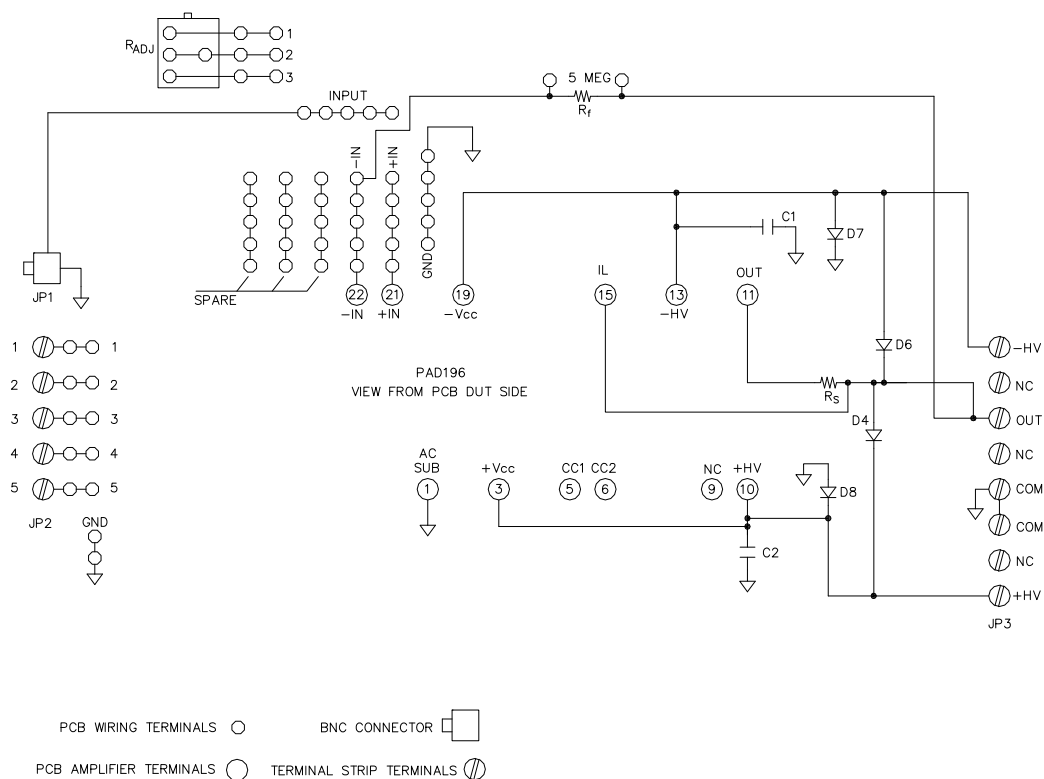 RADJ
1
2
3
INPUT
5 MEG
Rf
-IN
+IN
GND
C1
D7
JP1
SPARE
22
-IN
21
+IN
19
-Vcc
IL
15
13
-HV
OUT
11
1 1
2 2
3 3
4 4
5 5
JP2
GND
PAD196
VIEW FROM PCB DUT SIDE
D6
RS
D4
-HV
NC
OUT
NC
COM
COM
NC
+HV
JP3
AC
SUB
1
+Vcc
3
CC1 CC2
5 6
NC +HV
9 10
D8
C2
PCB WIRING TERMINALS
BNC CONNECTOR
PCB AMPLIFIER TERMINALS
TERMINAL STRIP TERMINALS